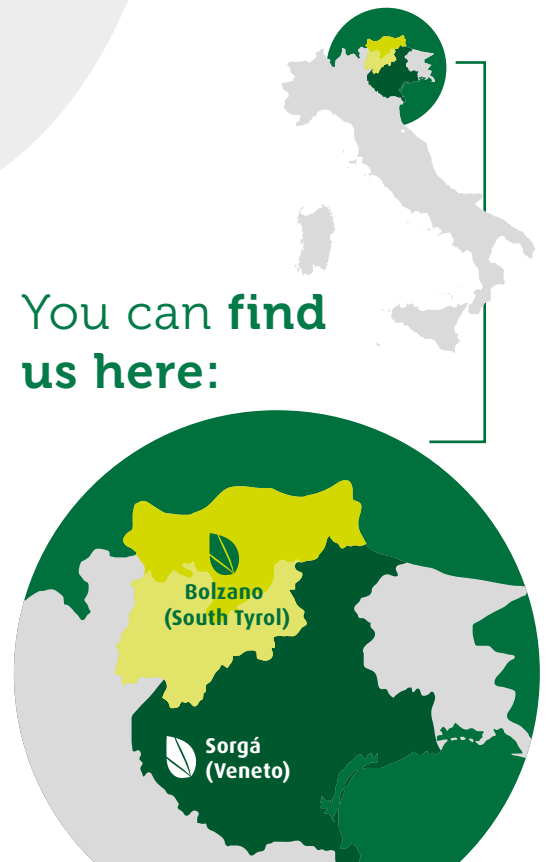 You can find
us here:
Bolzano
(South Tyrol)
Sorgá
(Veneto)